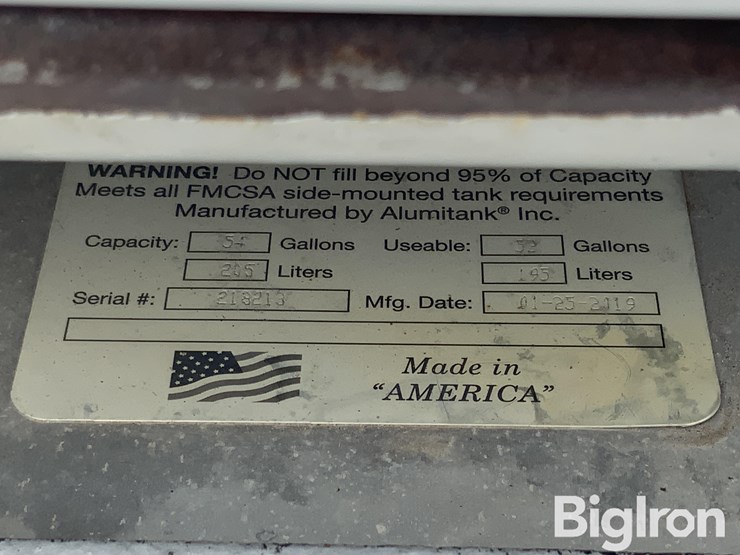 WARNING! Do NOT fill beyond 95% of Capacity
Meets all FMCSA side-mounted tank requirements
Manufactured by Alumitank® Inc.
Capacity: 54 Gallons Useable: Gallons
205 Liters 195 Liters
Serial #: 218213 Mfg. Date: 01-25-2019
Made in
“AMERICA”
BigIron